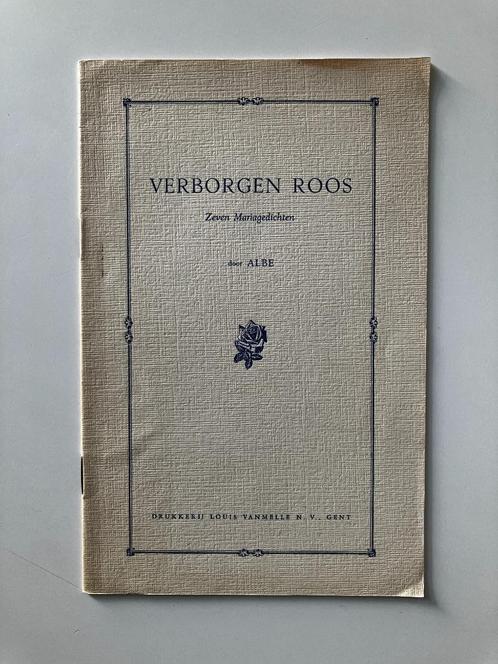 VERBORGEN ROOS
Zeven Mariagedichten
door ALBE
DRUKKERIJ LOUIS VANMELLE N. V., GENT